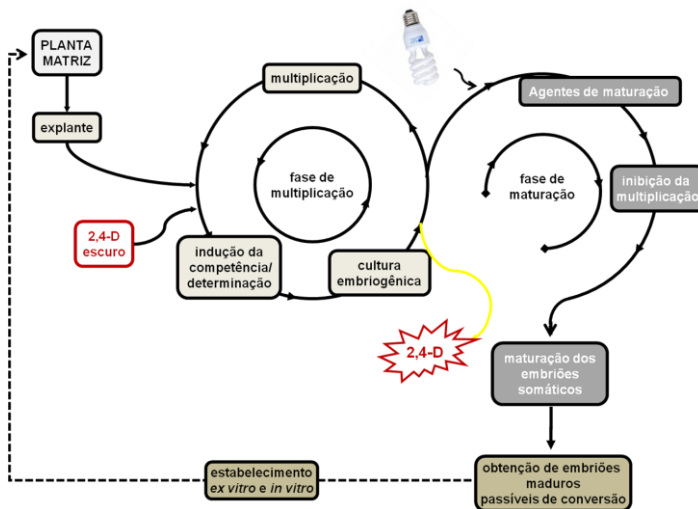 PLANTA
MATRIZ
explante
2,4-D
escuro
multiplicação
fase de
multiplicação
indução da
competência/
determinação
cultura
embriogênica
2,4-D
Agentes de maturação
fase de
maturação
inibição da
multiplicação
maturação dos
embriões
somáticos
obtenção de embriões
maduros
passíveis de conversão
estabelecimento
ex vitro e in vitro